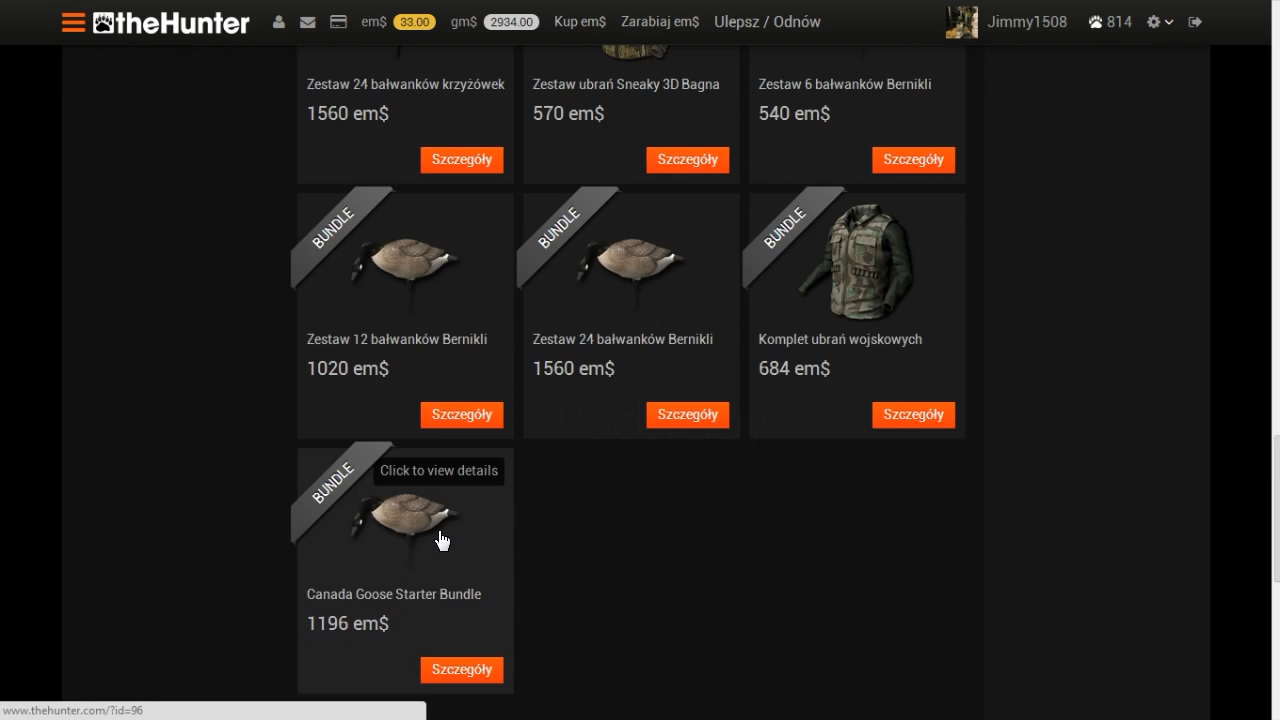 theHunter em$ 33.00 gm$ 2934.00 Kup em$ Zarabiaj em$ Ulepsz / Odnów Jimmy1508 814
Zestaw 24 bałwanków krzyżówek
1560 em$
Szczegóły
Zestaw ubrań Sneaky 3D Bagna
570 em$
Szczegóły
Zestaw 6 bałwanków Bernikli
540 em$
Szczegóły
BUNDLE
Zestaw 12 bałwanków Bernikli
1020 em$
Szczegóły
BUNDLE
Zestaw 24 bałwanków Bernikli
1560 em$
Szczegóły
BUNDLE
Komplet ubrań wojskowych
684 em$
Szczegóły
BUNDLE
Click to view details
Canada Goose Starter Bundle
1196 em$
Szczegóły
www.thehunter.com/?id=96